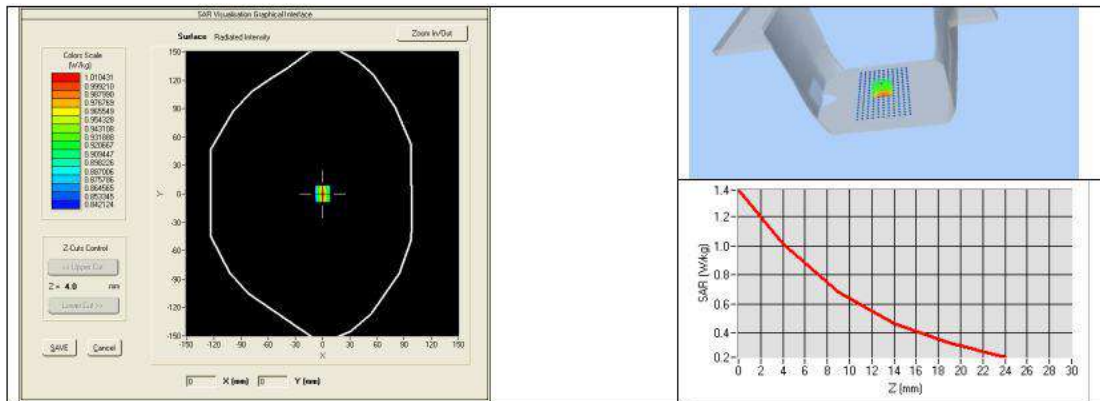 SAR Visualisation Graphical Interface
Surface Radiated Intensity
Zoom In/Out
Colors Scale
(W/kg)
1.010431
0.999210
0.987990
0.976769
0.965549
0.954328
0.943108
0.931888
0.920667
0.909447
0.898226
0.887006
0.875786
0.864565
0.853345
0.842124
Z-Cuts Control
<< Upper Cut
Z = 4.0 mm
Lower Cut >>
SAVE Cancel
150
120
90
60
30
0
-30
-60
-90
-120
-150
Y
-150 -120 -90 -60 -30 0 30 60 90 120 150
X
0 X (mm) 0 Y (mm)
1.4
1.2
1.0
0.8
0.6
0.4
0.2
SAR (W/kg)
0 2 4 6 8 10 12 14 16 18 20 22 24 26 28 30
Z (mm)